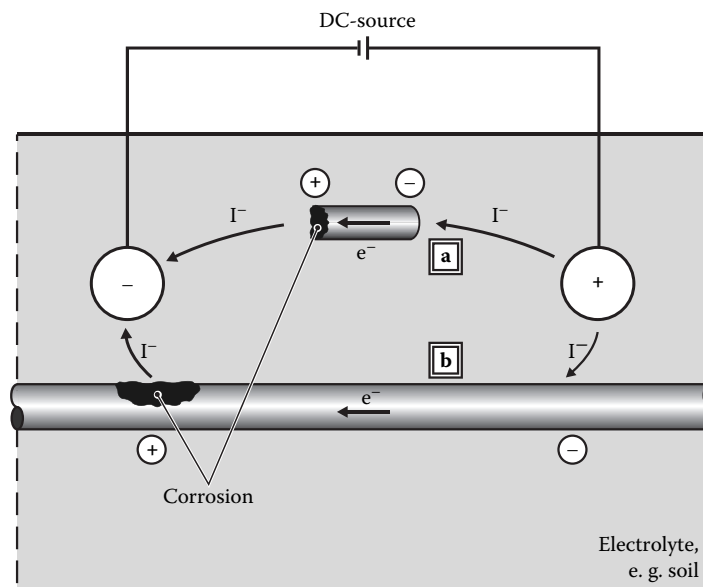 DC-source
+
–
I⁻
I⁻
e⁻
a
–
+
I⁻
b
I⁻
e⁻
+
–
Corrosion
Electrolyte,
e. g. soil